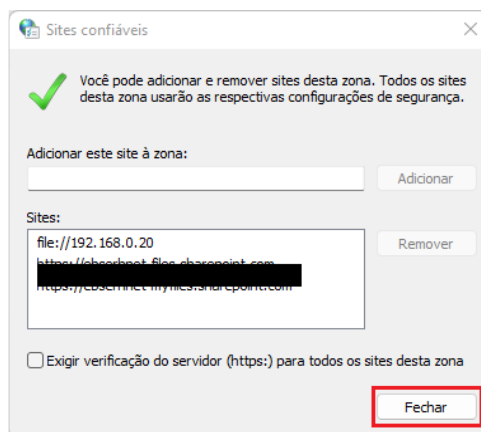 Sites confiáveis
Você pode adicionar e remover sites desta zona. Todos os sites
desta zona usarão as respectivas configurações de segurança.
Adicionar este site à zona:
Adicionar
Sites:
file://192.168.0.20
Remover
Exigir verificação do servidor (https:) para todos os sites desta zona
Fechar